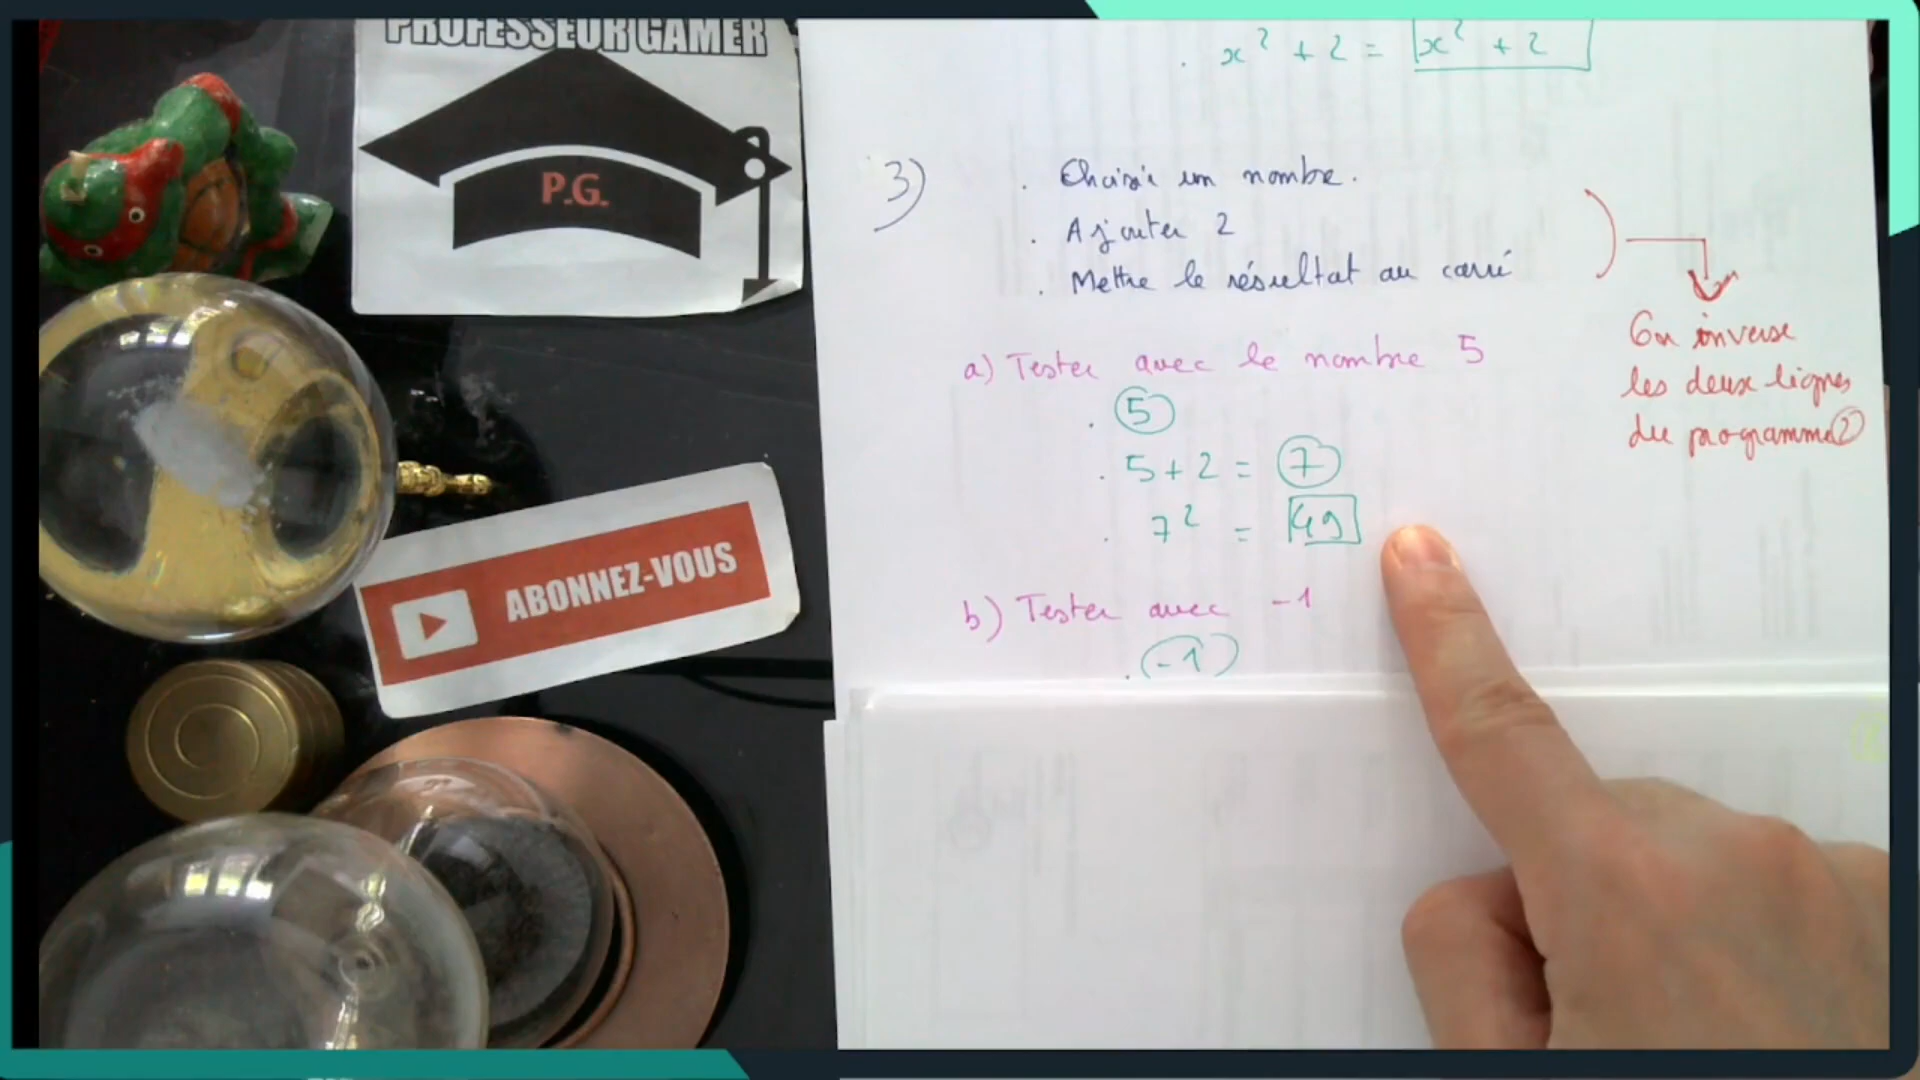 PROFESSEUR GAMER
P.G.
ABONNEZ-VOUS
. x² + 2 = x² + 2
3)
. Choisir un nombre.
. Ajouter 2
. Mettre le résultat au carré
On inverse
les deux lignes
du programme 2
a) Tester avec le nombre 5
. 5
. 5 + 2 = 7
. 7² = 49
b) Tester avec -1
. -1